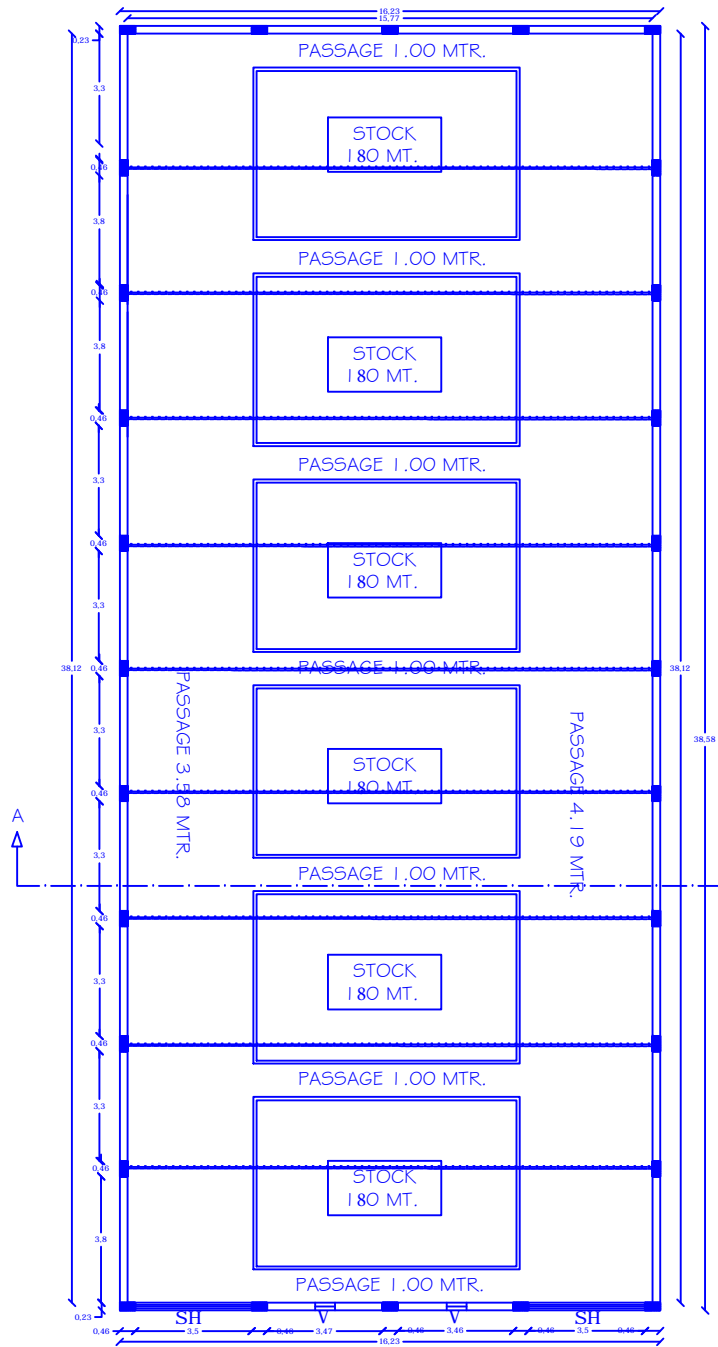 16,23
15,77
0,23
PASSAGE 1.00 MTR.
3,3
STOCK
180 MT.
0,46
3,8
PASSAGE 1.00 MTR.
0,46
3,8
STOCK
180 MT.
0,46
PASSAGE 1.00 MTR.
3,3
0,46
STOCK
180 MT.
3,3
38,12
0,46
PASSAGE 1.00 MTR.
38,12
PASSAGE 3.58 MTR.
PASSAGE 4.19 MTR.
38,58
3,3
STOCK
180 MT.
0,46
A
3,3
PASSAGE 1.00 MTR.
0,46
STOCK
180 MT.
3,3
0,46
PASSAGE 1.00 MTR.
3,3
0,46
STOCK
180 MT.
3,8
PASSAGE 1.00 MTR.
0,23
SH
V
V
SH
0,46
3,5
0,46
3,47
0,46
3,46
0,46
3,5
0,46
16,23